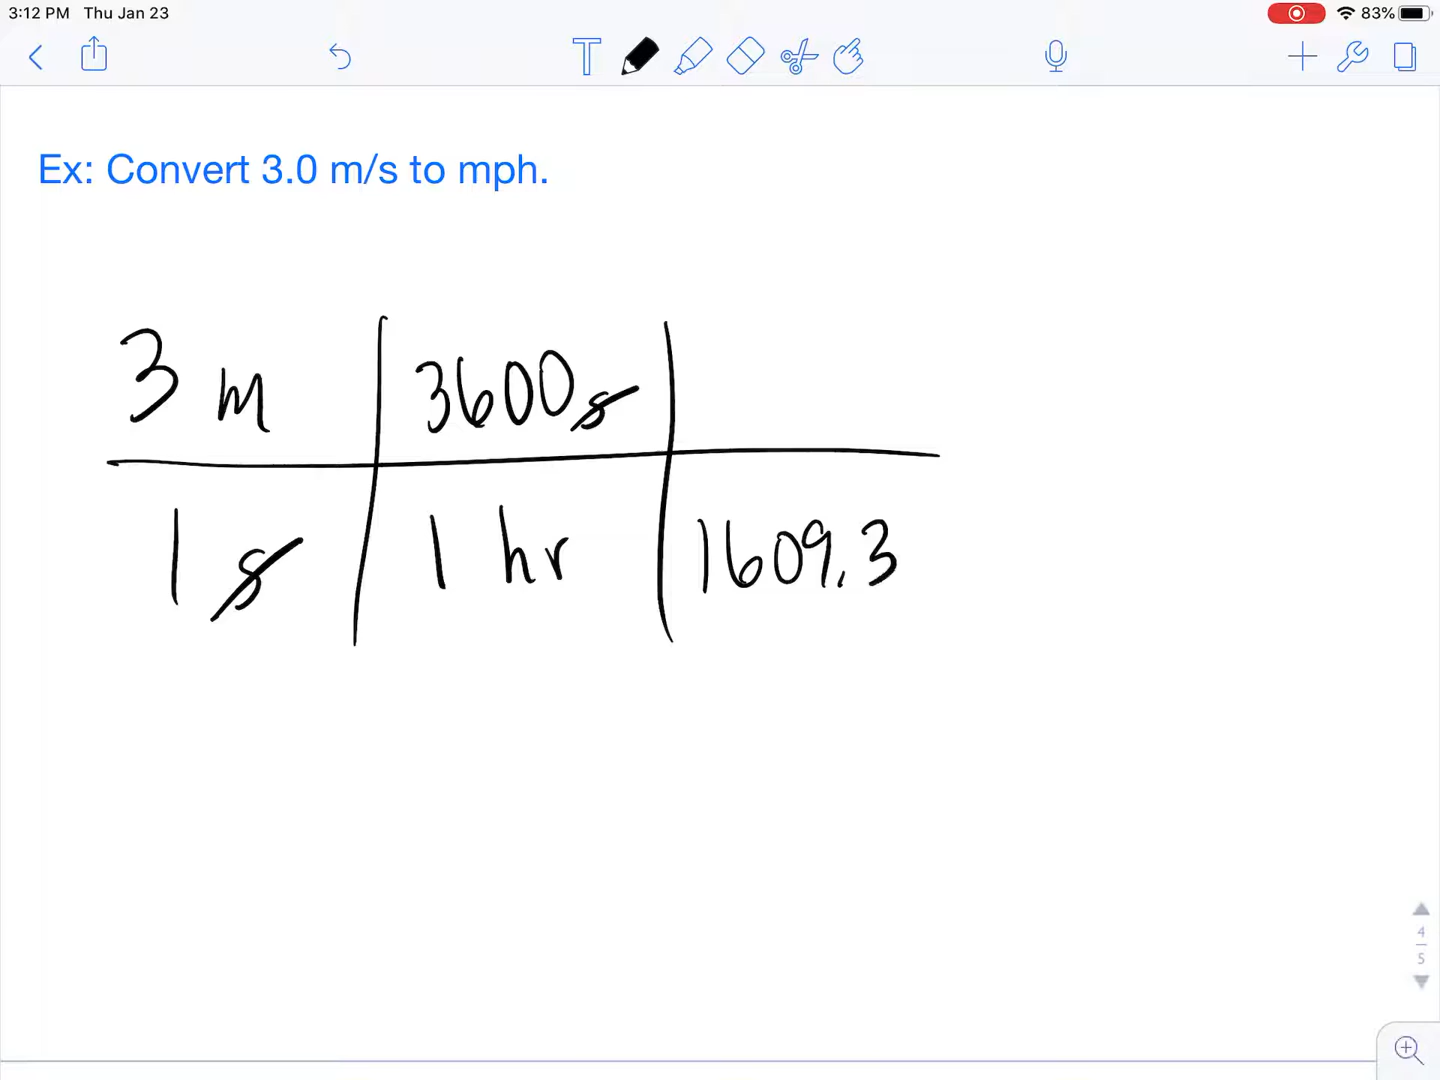 3:12 PM Thu Jan 23 83%
T
Ex: Convert 3.0 m/s to mph.
3 m 3600 s
1 s 1 hr 1609.3
4
5